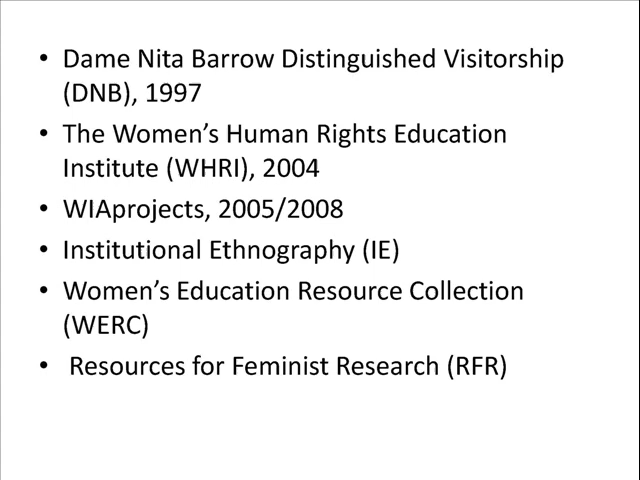 • Dame Nita Barrow Distinguished Visitorship
(DNB), 1997
• The Women’s Human Rights Education
Institute (WHRI), 2004
• WIAprojects, 2005/2008
• Institutional Ethnography (IE)
• Women’s Education Resource Collection
(WERC)
• Resources for Feminist Research (RFR)